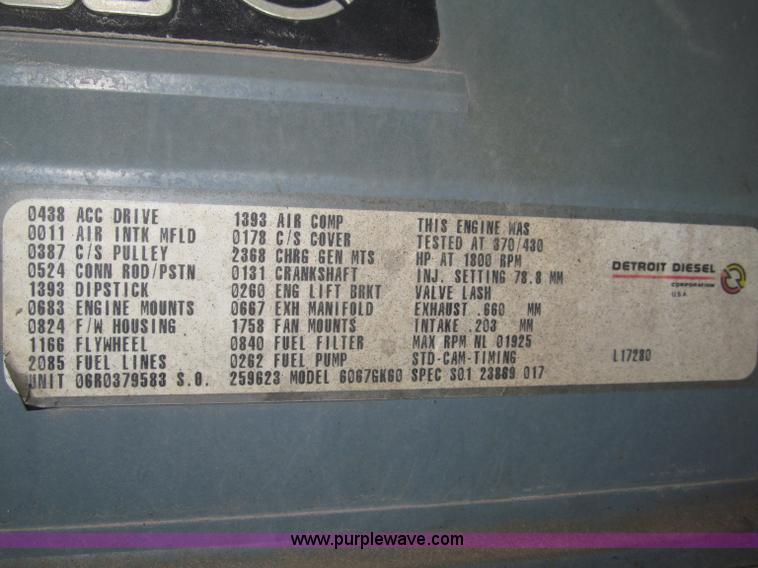 0438 ACC DRIVE 1393 AIR COMP THIS ENGINE WAS
0011 AIR INTK MFLD 0178 C/S COVER TESTED AT 370/430
0387 C/S PULLEY 2368 CHRG GEN MTS HP AT 1800 RPM
0524 CONN ROD/PSTN 0131 CRANKSHAFT INJ. SETTING 78.8 MM
1393 DIPSTICK 0260 ENG LIFT BRKT VALVE LASH
0683 ENGINE MOUNTS 0667 EXH MANIFOLD EXHAUST .660 MM
0824 F/W HOUSING 1758 FAN MOUNTS INTAKE .203 MM
1166 FLYWHEEL 0840 FUEL FILTER MAX RPM NL 01925
2085 FUEL LINES 0262 FUEL PUMP STD-CAM-TIMING
UNIT 06R0379583 S.O. 259623 MODEL 6067GK60 SPEC S01 23869 017
DETROIT DIESEL
CORPORATION
USA
L17280
www.purplewave.com